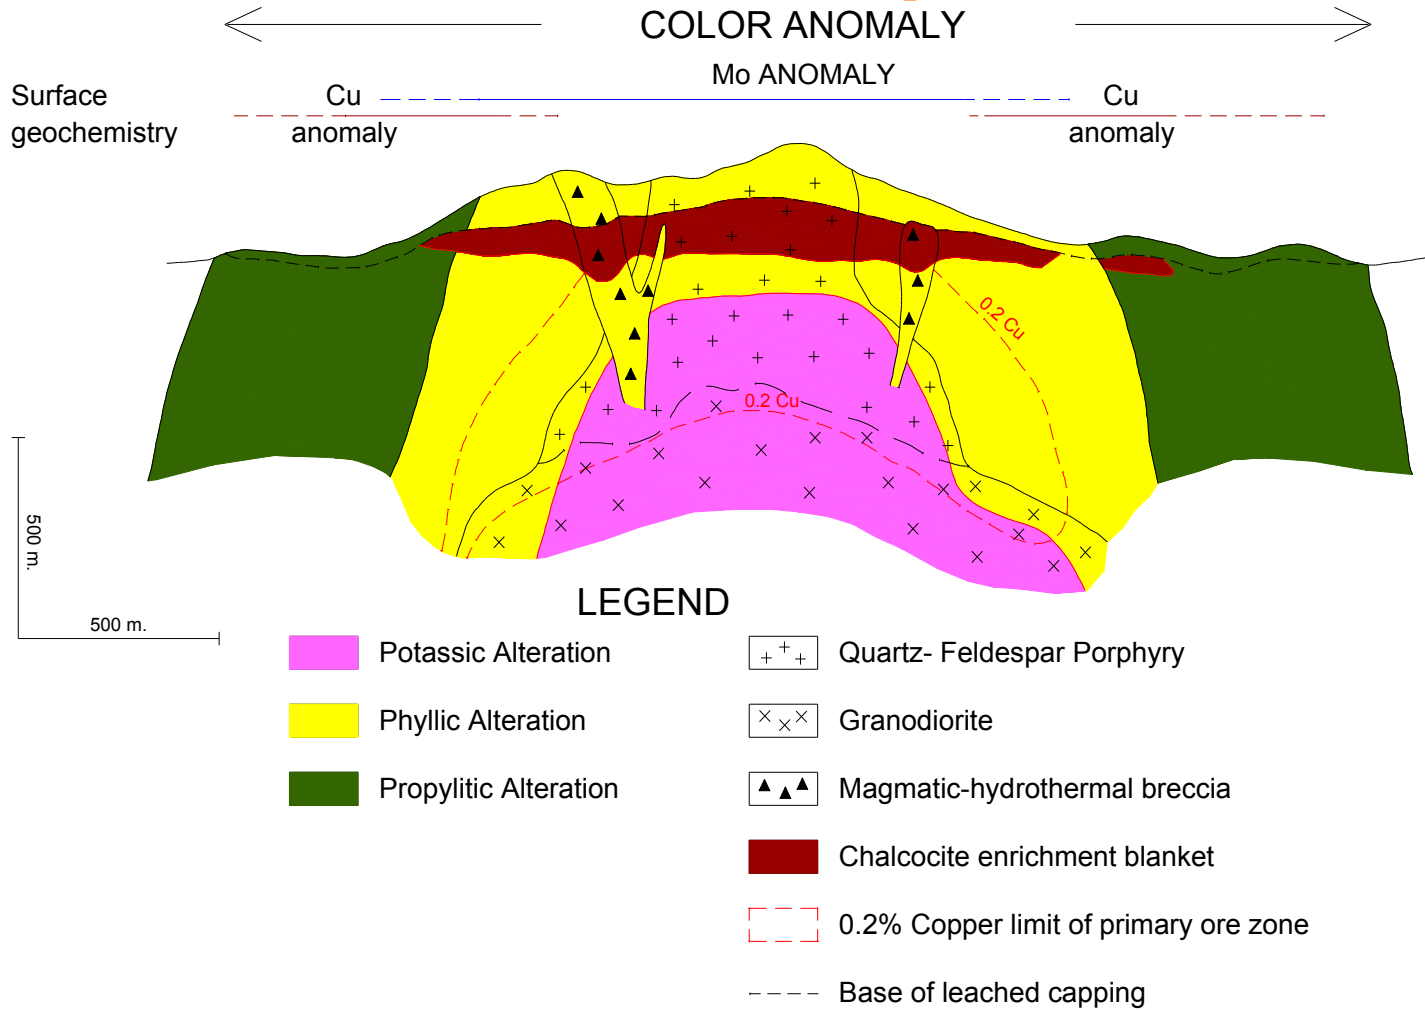 COLOR ANOMALY
Mo ANOMALY
Surface
geochemistry
Cu
anomaly
Cu
anomaly
0.2 Cu
0.2 Cu
500 m.
500 m.
LEGEND
Potassic Alteration
Phyllic Alteration
Propylitic Alteration
Quartz- Feldespar Porphyry
Granodiorite
Magmatic-hydrothermal breccia
Chalcocite enrichment blanket
0.2% Copper limit of primary ore zone
Base of leached capping